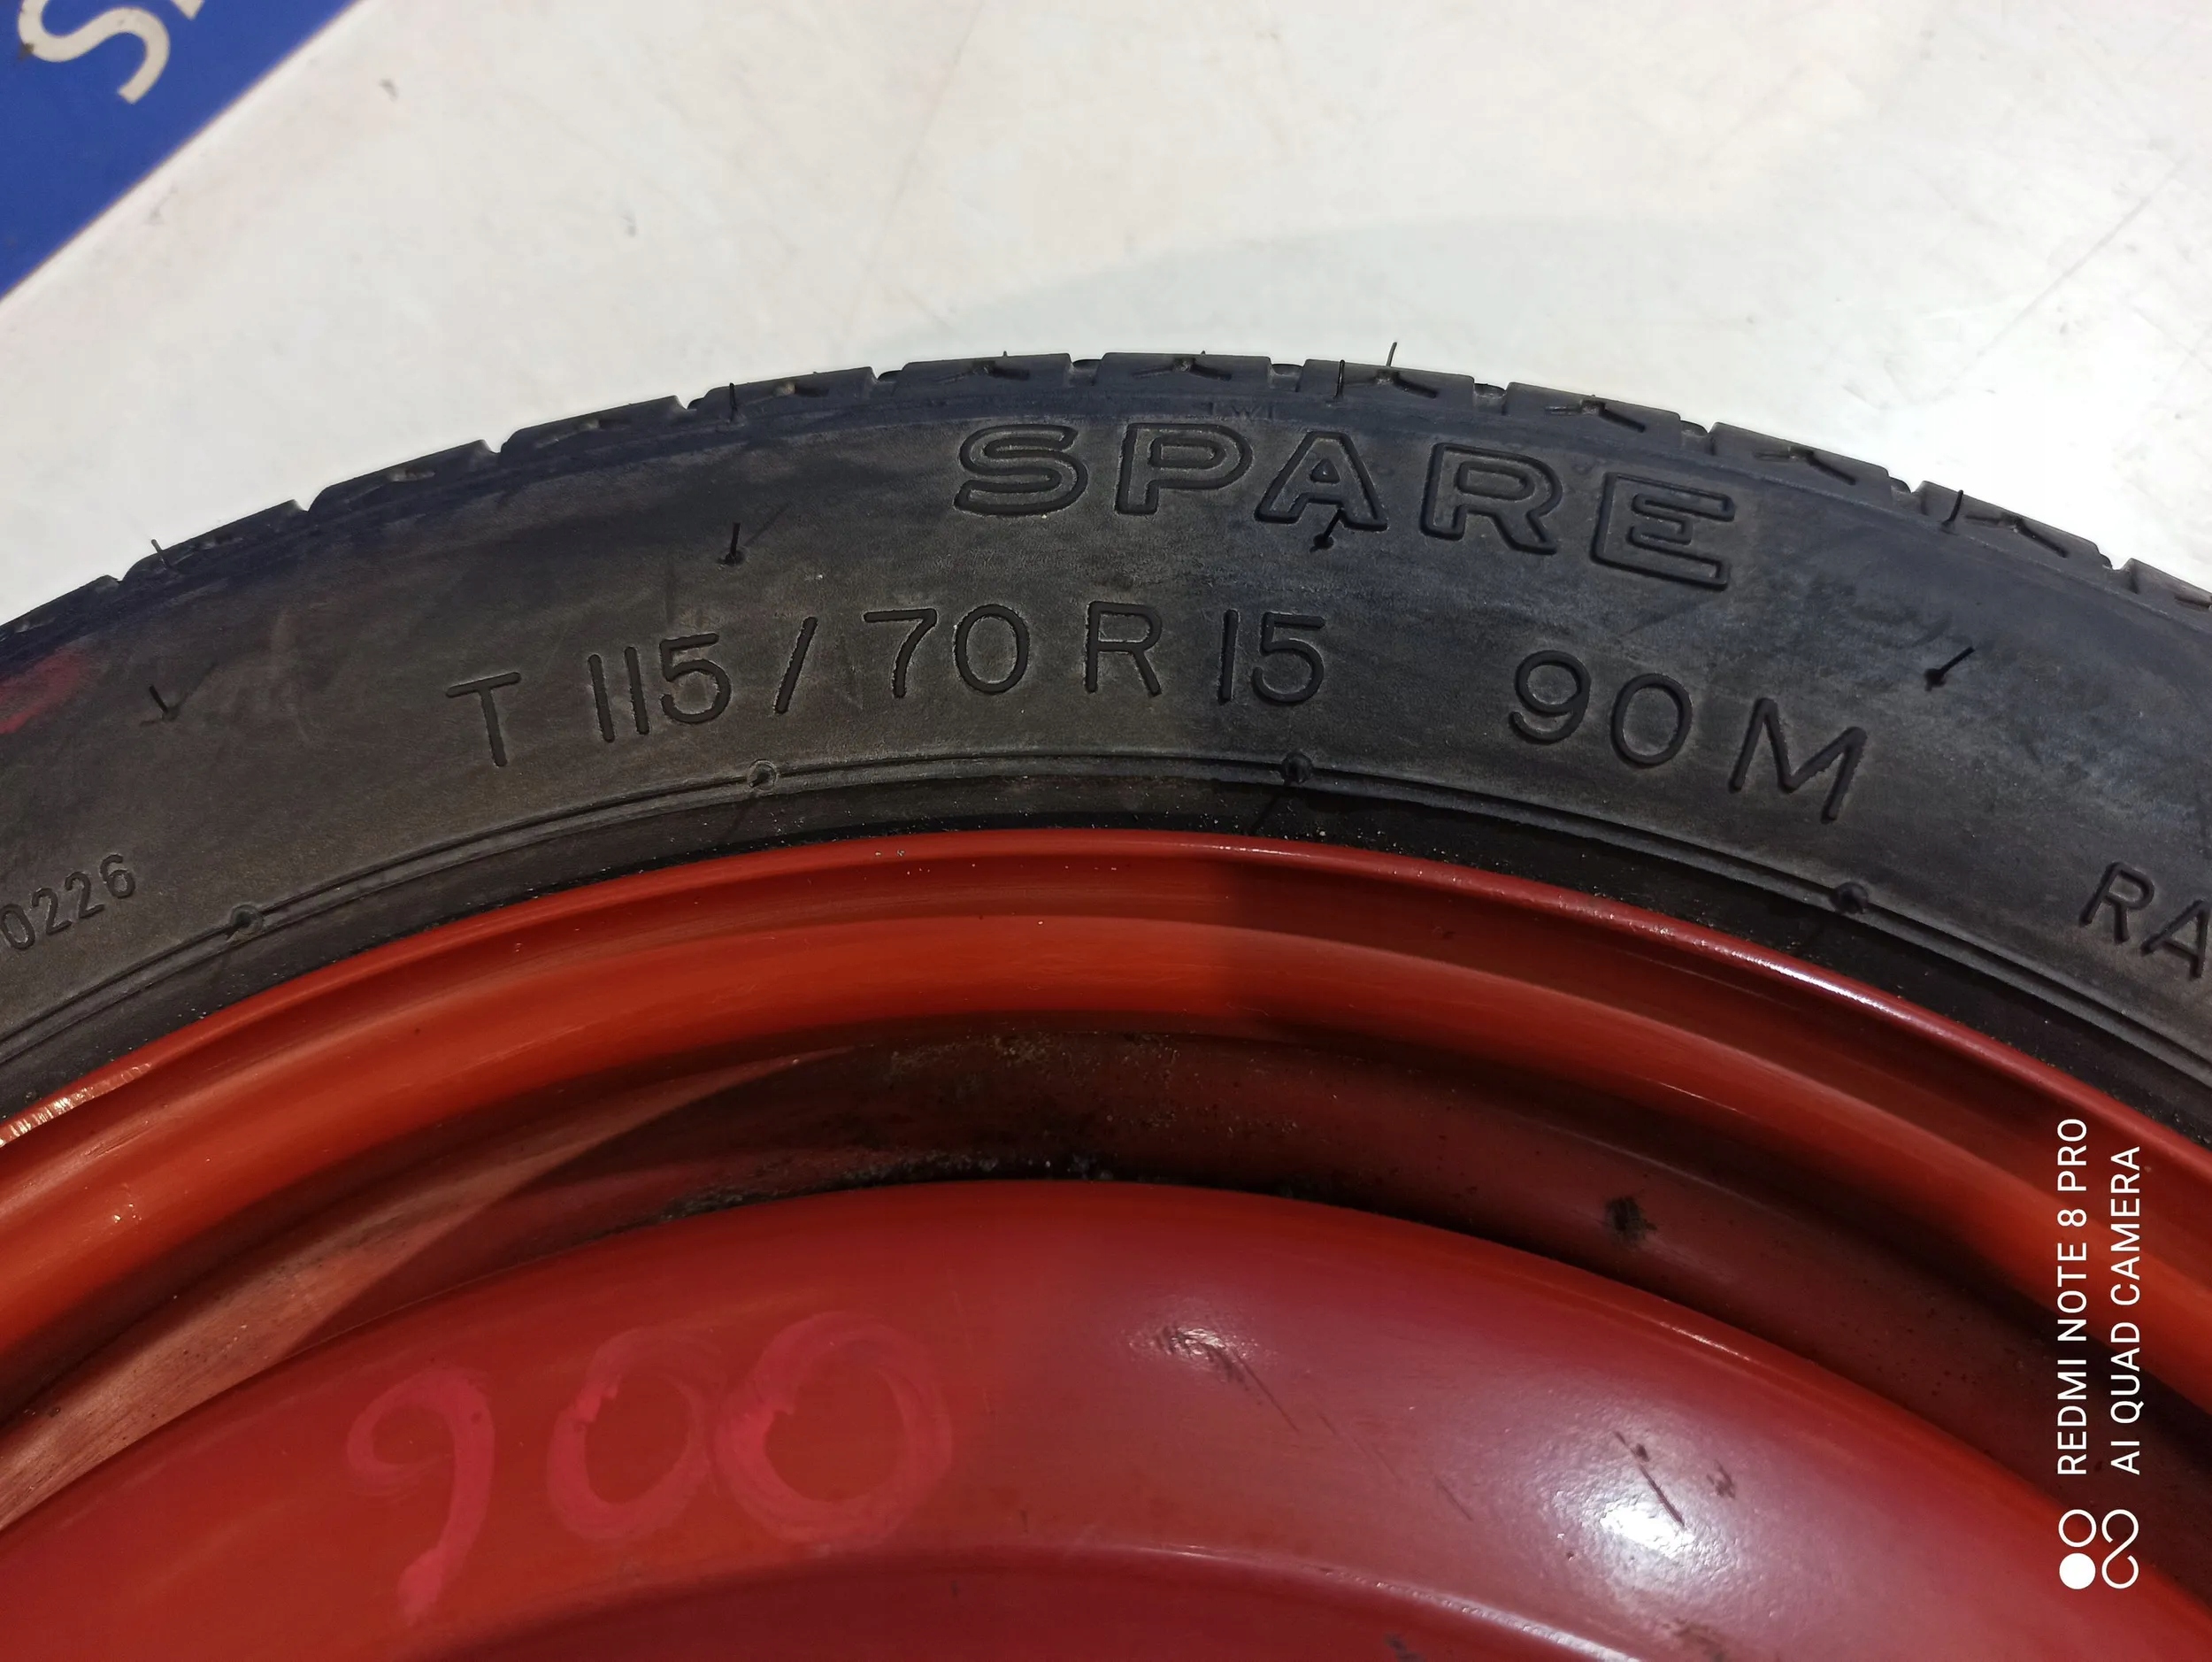 SPARE
T 115/70 R 15 90 M
0226
RA
900
REDMI NOTE 8 PRO
AI QUAD CAMERA